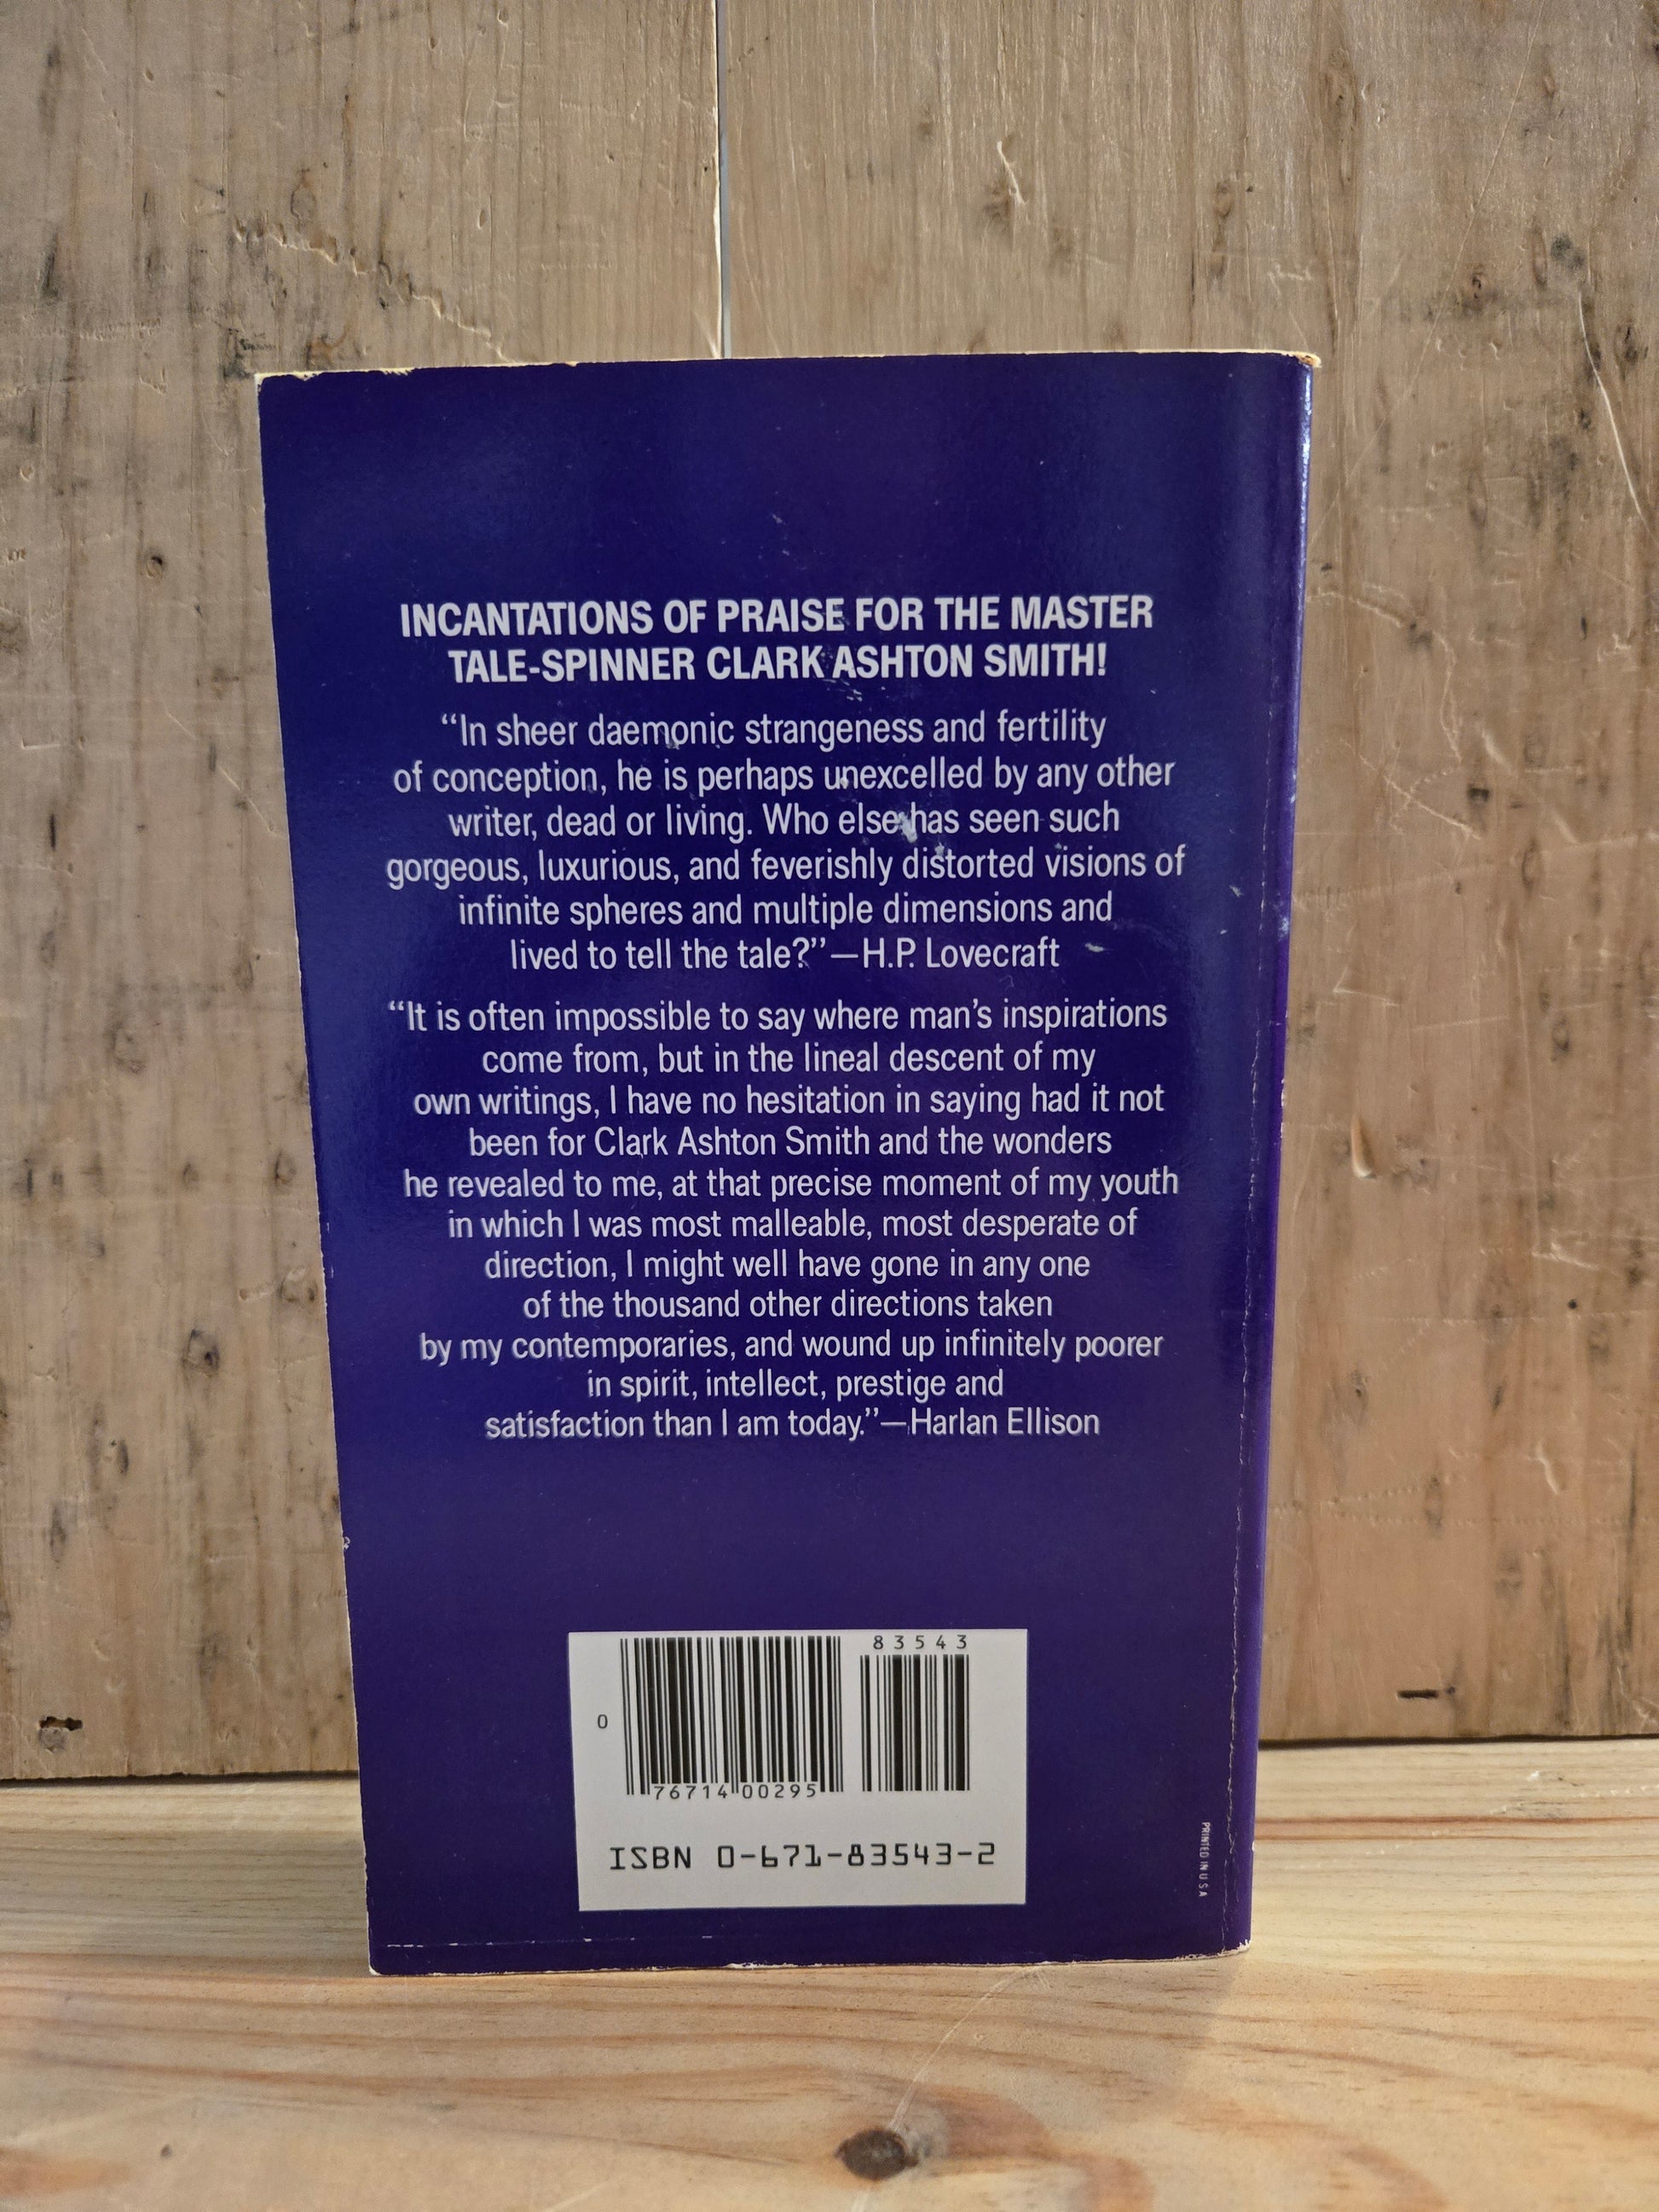 INCANTATIONS OF PRAISE FOR THE MASTER
TALE-SPINNER CLARK ASHTON SMITH!
“In sheer daemonic strangeness and fertility
of conception, he is perhaps unexcelled by any other
writer, dead or living. Who else has seen such
gorgeous, luxurious, and feverishly distorted visions of
infinite spheres and multiple dimensions and
lived to tell the tale?”—H.P. Lovecraft
“It is often impossible to say where man’s inspirations
come from, but in the lineal descent of my
own writings, I have no hesitation in saying had it not
been for Clark Ashton Smith and the wonders
he revealed to me, at that precise moment of my youth
in which I was most malleable, most desperate of
direction, I might well have gone in any one
of the thousand other directions taken
by my contemporaries, and wound up infinitely poorer
in spirit, intellect, prestige and
satisfaction than I am today.”—Harlan Ellison
83543
0
76714 00295
ISBN 0-671-83543-2
PRINTED IN U S A